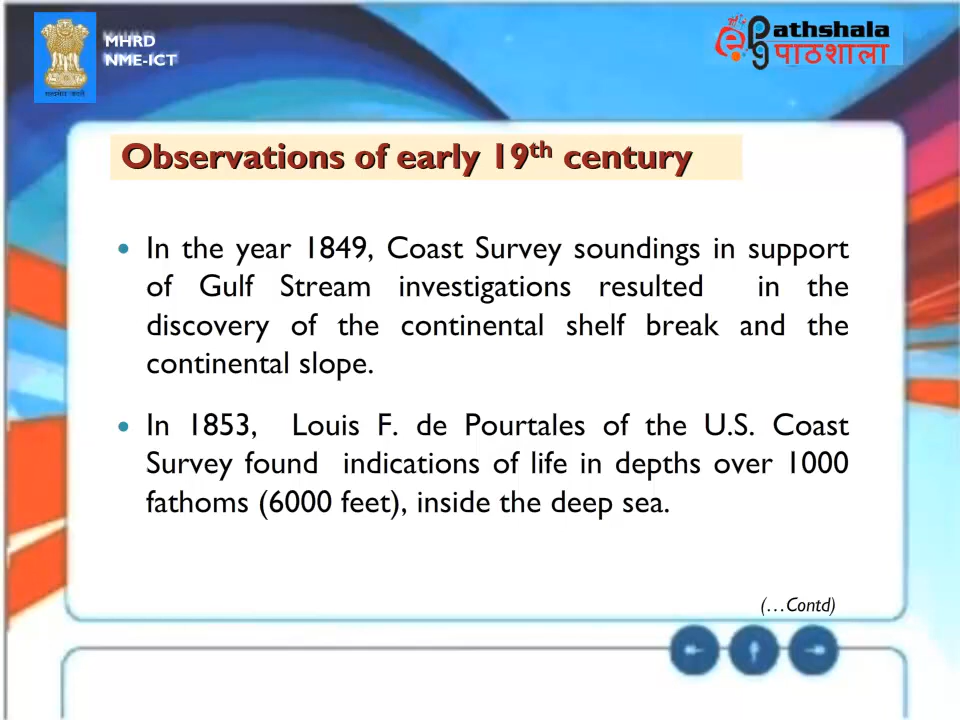 MHRD
NME-ICT
ePG Pathshala
पाठशाला
Observations of early 19th century
• In the year 1849, Coast Survey soundings in support
of Gulf Stream investigations resulted in the
discovery of the continental shelf break and the
continental slope.
• In 1853, Louis F. de Pourtales of the U.S. Coast
Survey found indications of life in depths over 1000
fathoms (6000 feet), inside the deep sea.
(...Contd)